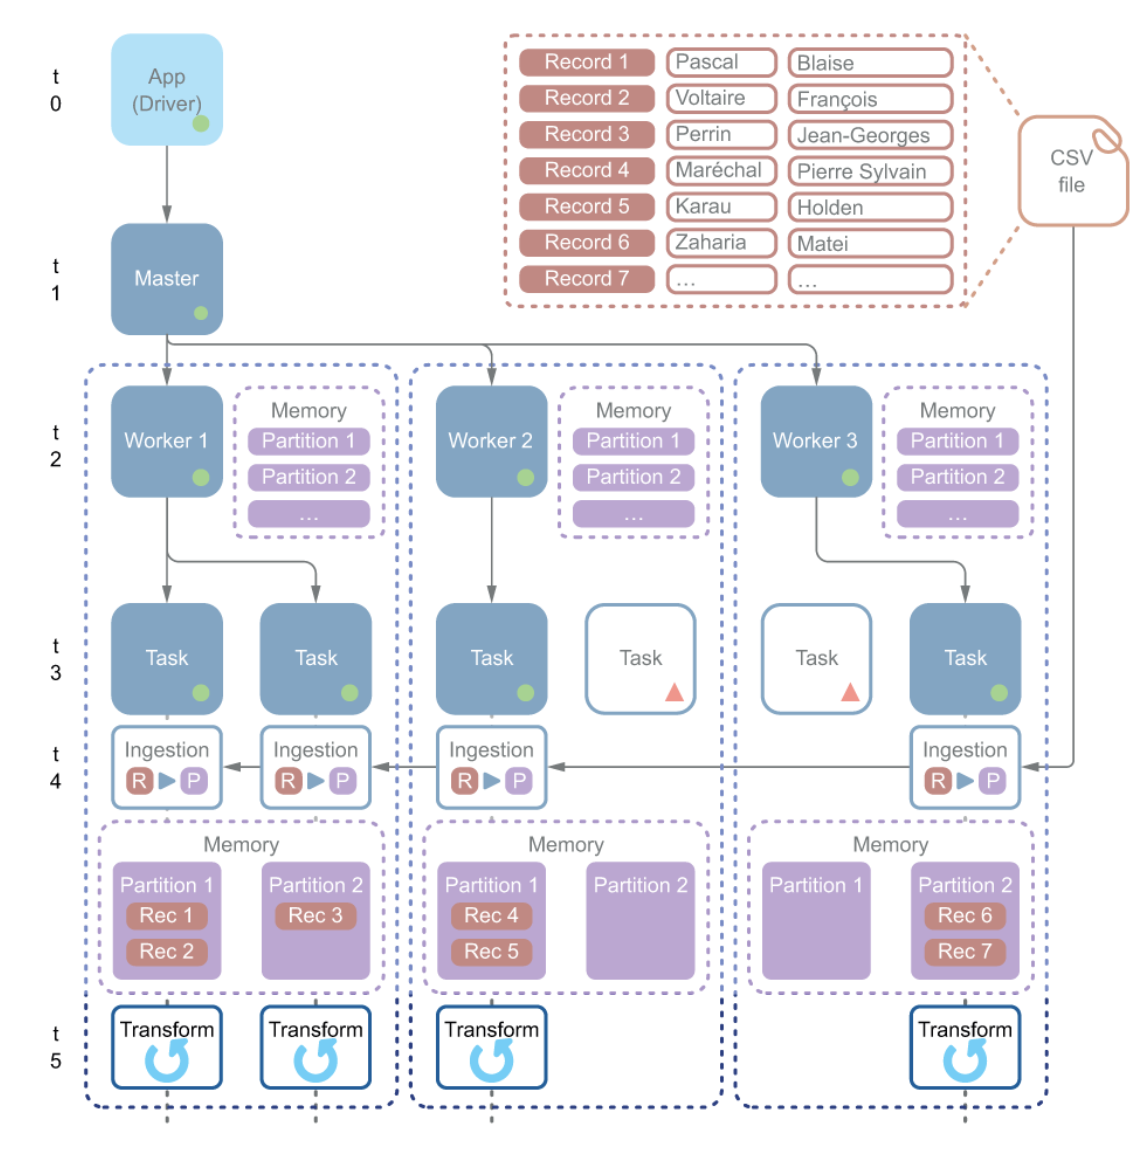 t
0
App
(Driver)
Record 1 Pascal Blaise
Record 2 Voltaire François
Record 3 Perrin Jean-Georges
Record 4 Maréchal Pierre Sylvain
Record 5 Karau Holden
Record 6 Zaharia Matei
Record 7 ... ...
CSV
file
t
1
Master
t
2
Worker 1
Memory
Partition 1
Partition 2
...
Worker 2
Memory
Partition 1
Partition 2
...
Worker 3
Memory
Partition 1
Partition 2
...
t
3
Task Task Task Task Task Task
t
4
Ingestion Ingestion Ingestion Ingestion
R P R P R P R P
Memory
Partition 1
Rec 1
Rec 2
Partition 2
Rec 3
Memory
Partition 1
Rec 4
Rec 5
Partition 2
Memory
Partition 1
Partition 2
Rec 6
Rec 7
t
5
Transform Transform Transform Transform